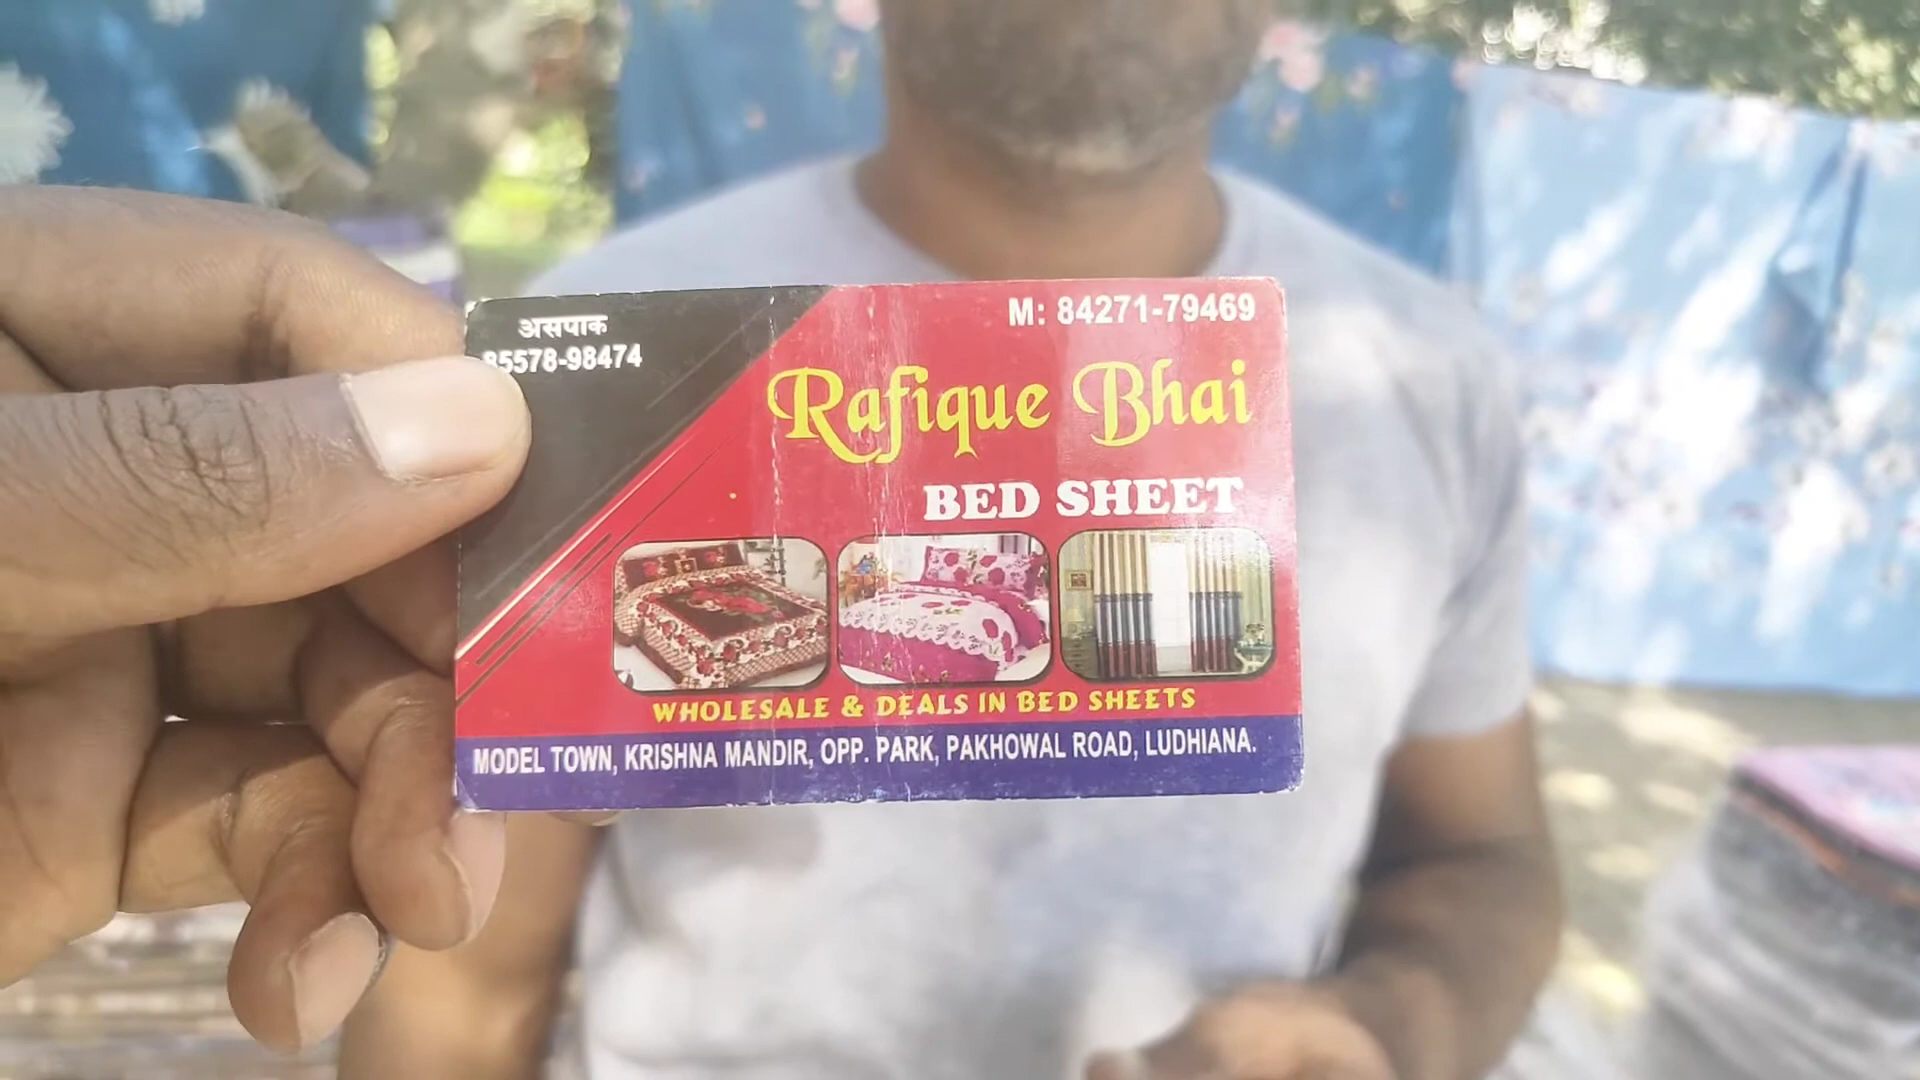 असपाक
85578-98474
M: 84271-79469
Rafique Bhai
BED SHEET
WHOLESALE & DEALS IN BED SHEETS
MODEL TOWN, KRISHNA MANDIR, OPP. PARK, PAKHOWAL ROAD, LUDHIANA.